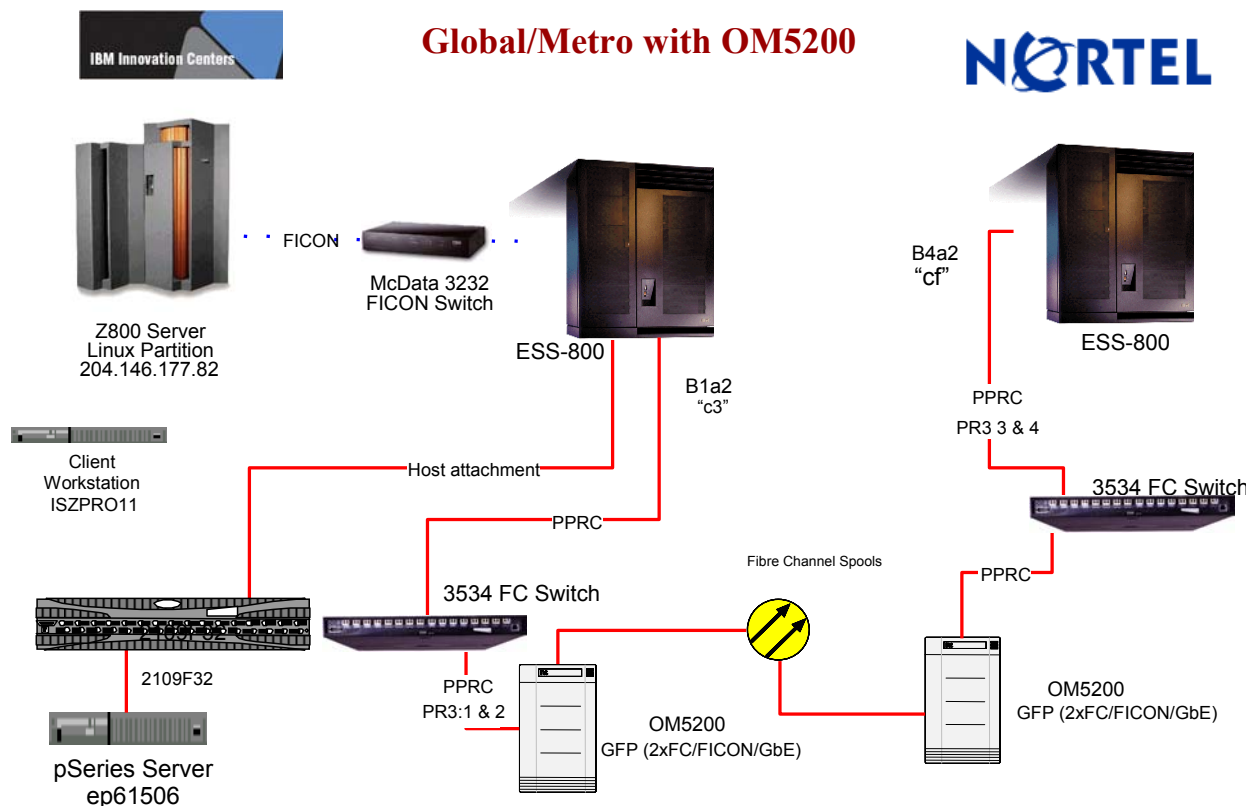 IBM Innovation Centers
Global/Metro with OM5200
NORTEL
FICON
McData 3232
FICON Switch
Z800 Server
Linux Partition
204.146.177.82
ESS-800
B1a2
"c3"
B4a2
"cf"
ESS-800
PPRC
PR3 3 & 4
Client
Workstation
ISZPRO11
Host attachment
PPRC
3534 FC Switch
Fibre Channel Spools
PPRC
3534 FC Switch
2109F32
PPRC
PR3:1 & 2
OM5200
GFP (2xFC/FICON/GbE)
OM5200
GFP (2xFC/FICON/GbE)
pSeries Server
ep61506